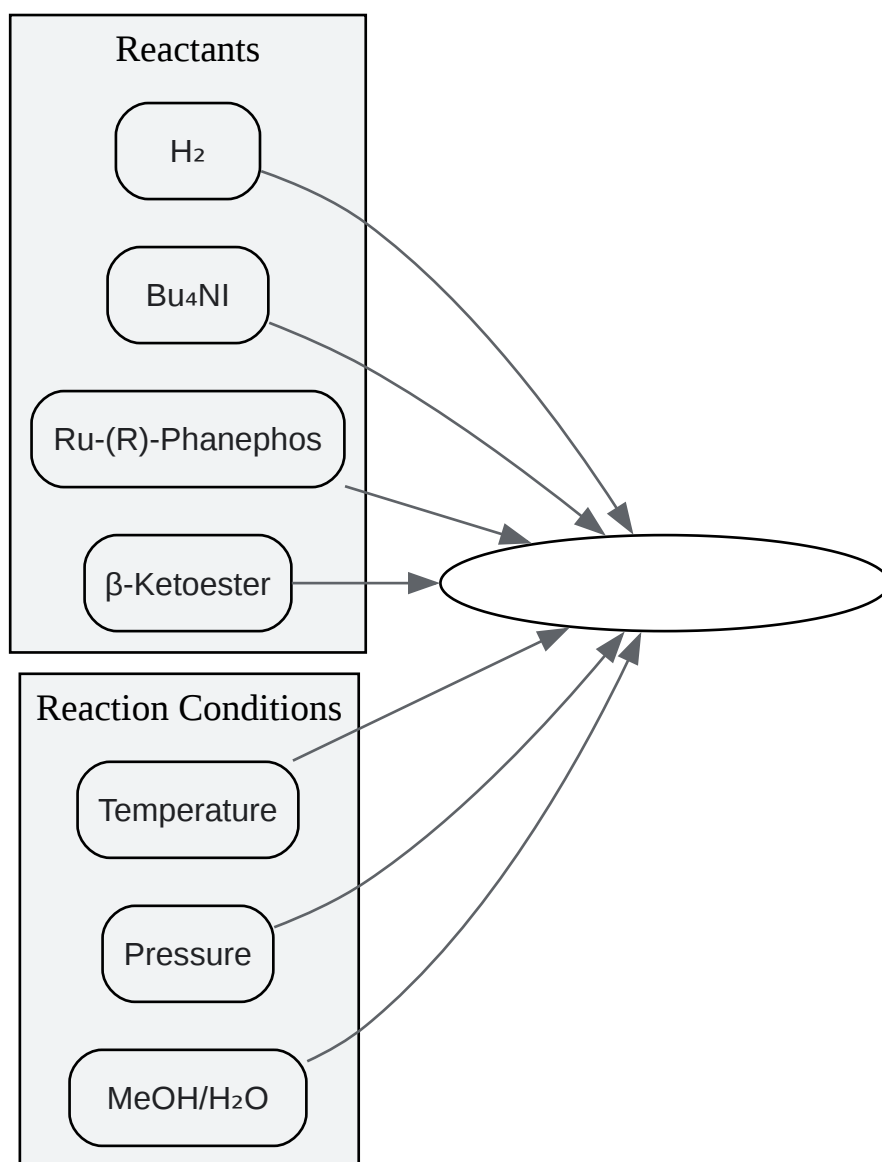 Reactants
H₂
Bu₄NI
Ru-(R)-Phanephos
β-Ketoester
Reaction Conditions
Temperature
Pressure
MeOH/H₂O